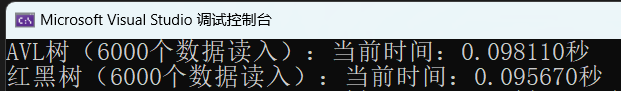 Microsoft Visual Studio 调试控制台
AVL树（6000个数据读入）：当前时间：0.098110秒
红黑树（6000个数据读入）：当前时间：0.095670秒